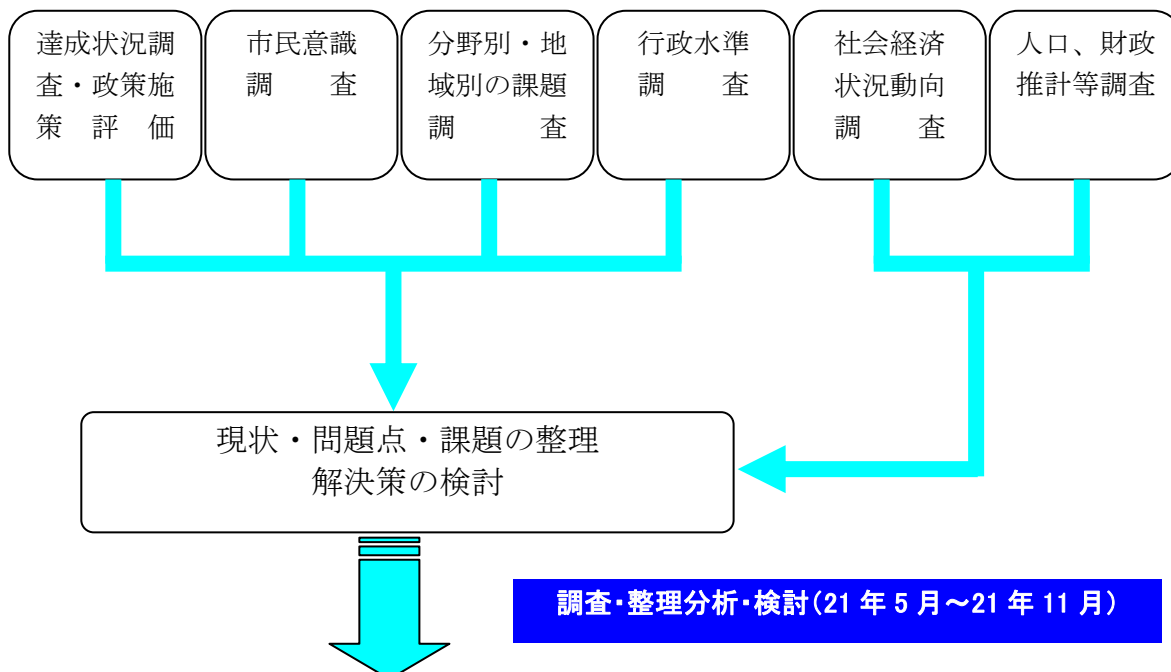 達成状況調
査・政策施
策　評　価
市民意識
調　　査
分野別・地
域別の課題
調　　　査
行政水準
調　　査
社会経済
状況動向
調　　査
人口、財政
推計等調査
現状・問題点・課題の整理
解決策の検討
調査・整理分析・検討(21 年 5 月～21 年 11 月)